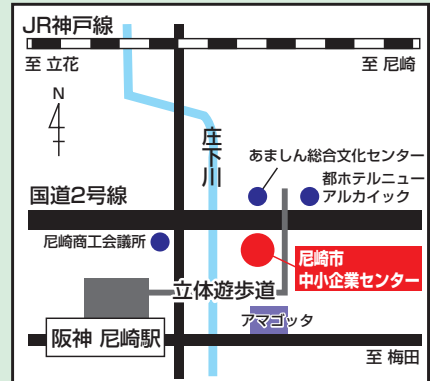 JR神戸線
至 立花
至 尼崎
N
庄下川
あましん総合文化センター
都ホテルニュー
アルカイック
国道2号線
尼崎商工会議所
尼崎市
中小企業センター
立体遊歩道
アマゴッタ
阪神 尼崎駅
至 梅田